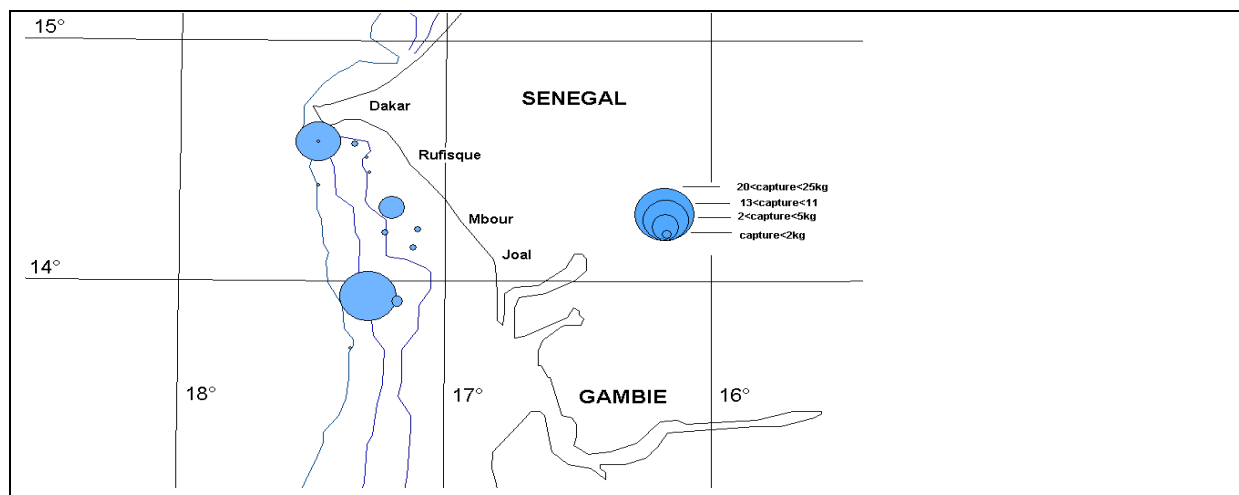 15°
SENEGAL
Dakar
Rufisque
20<capture<25kg
13<capture<11
2<capture<5kg
Mbour
capture<2kg
Joal
14°
18°
17°
GAMBIE
16°